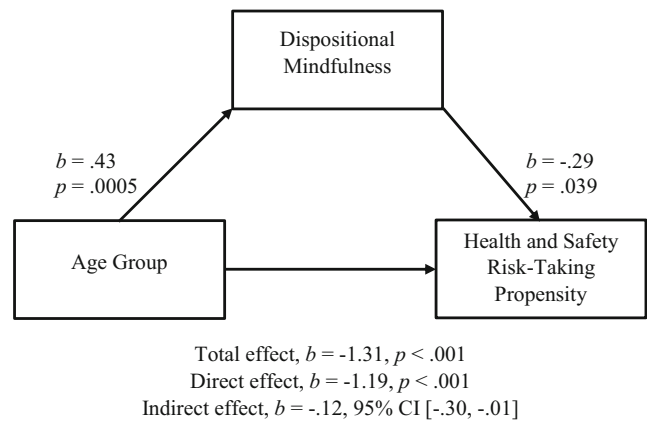 Dispositional
Mindfulness
b = .43
p = .0005
b = -.29
p = .039
Age Group
Health and Safety
Risk-Taking
Propensity
Total effect, b = -1.31, p < .001
Direct effect, b = -1.19, p < .001
Indirect effect, b = -.12, 95% CI [-.30, -.01]